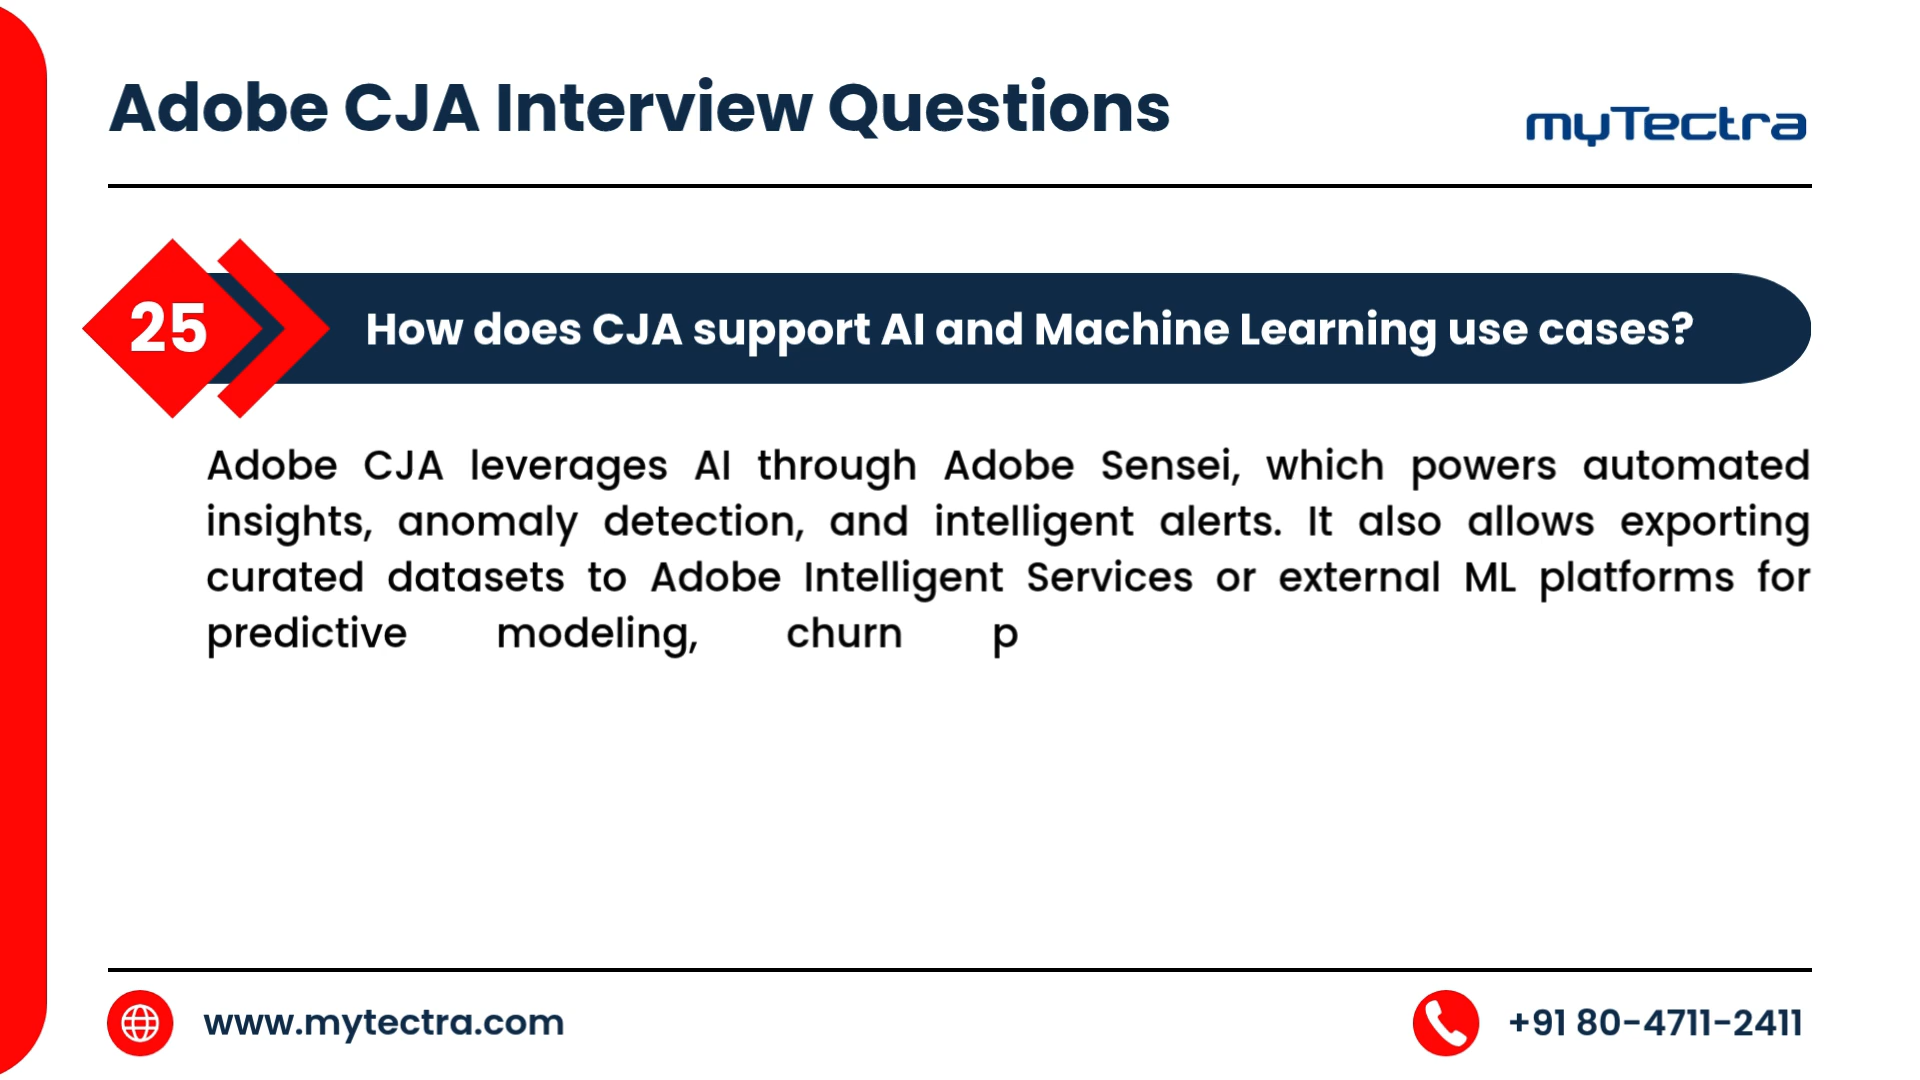 Adobe CJA Interview Questions
myTectra
25
How does CJA support AI and Machine Learning use cases?
Adobe CJA leverages AI through Adobe Sensei, which powers automated
insights, anomaly detection, and intelligent alerts. It also allows exporting
curated datasets to Adobe Intelligent Services or external ML platforms for
predictive modeling, churn p
www.mytectra.com
+91 80-4711-2411